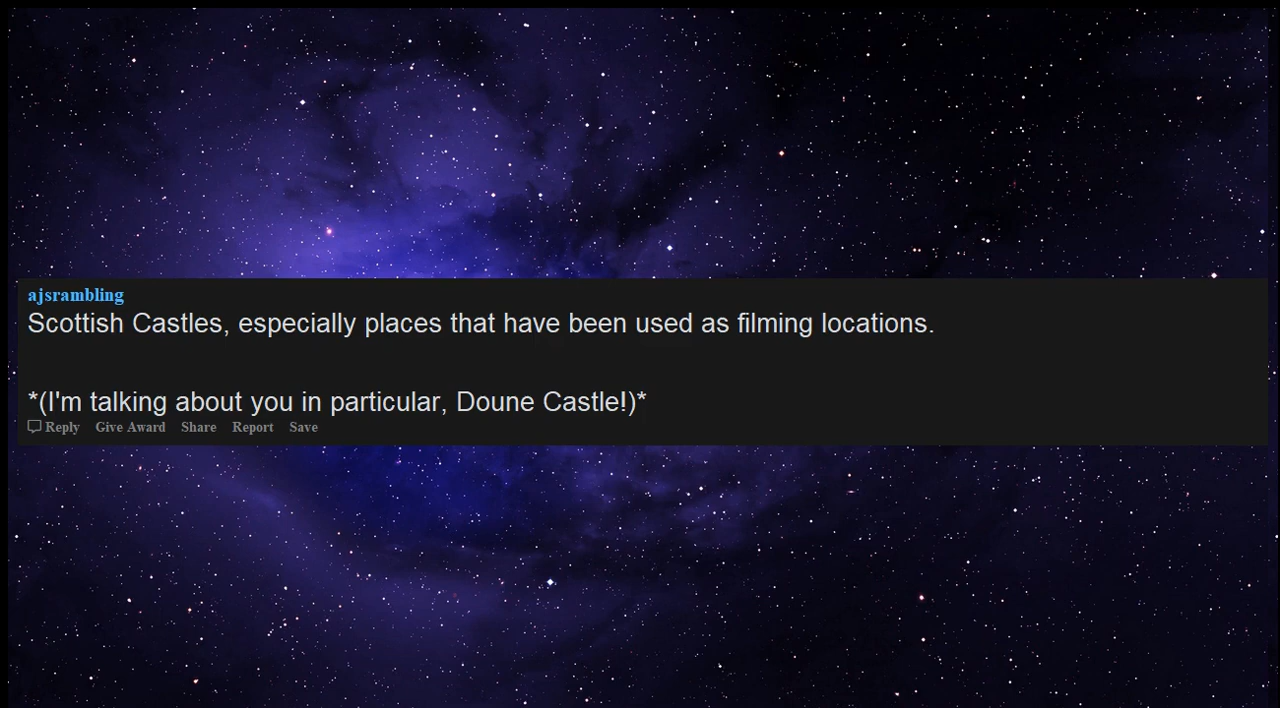 ajsrambling
Scottish Castles, especially places that have been used as filming locations.
*(I'm talking about you in particular, Doune Castle!)*
Reply Give Award Share Report Save